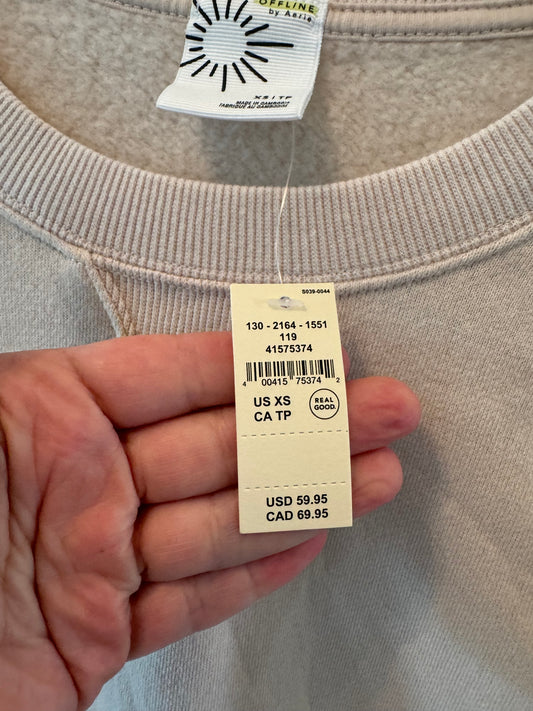 OFFLINE
by Aerie
XS / TP
MADE IN CAMBODIA
FABRIQUÉ AU CAMBODGE
S039-0044
130 - 2164 - 1551
119
41575374
4 00415 75374 2
US XS
CA TP
REAL
GOOD.
USD 59.95
CAD 69.95